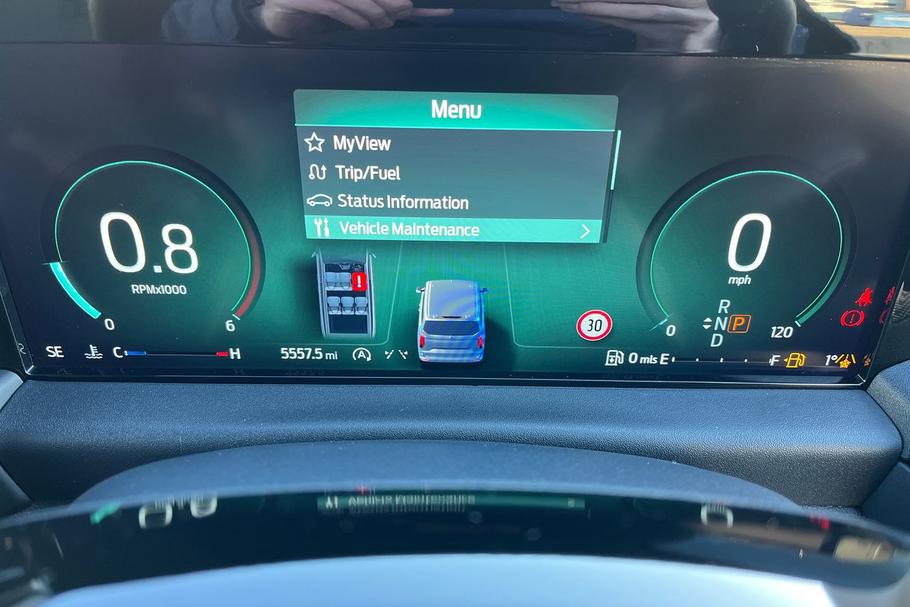 Menu
MyView
Trip/Fuel
Status Information
Vehicle Maintenance
0.8
RPMx1000
0
6
!
0
mph
R
N P
D
0
120
30
SE
C
H
5557.5 mi
A
0 mls E
F
1°